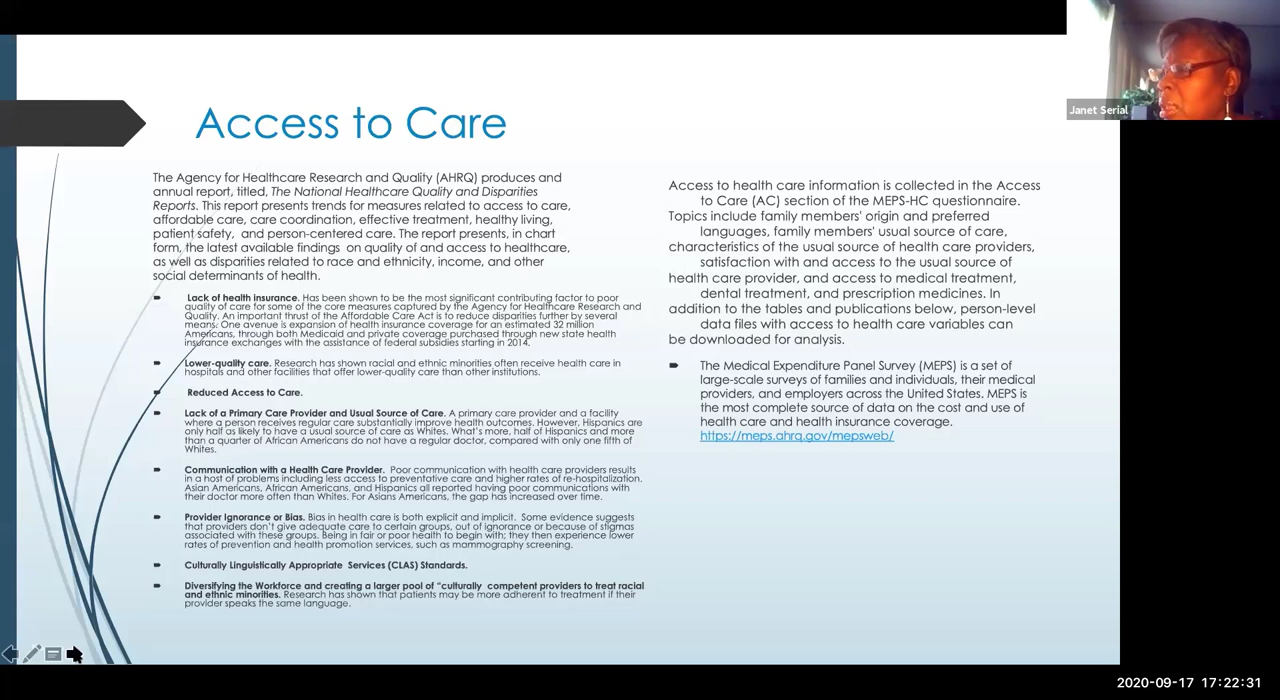 Janet Serial
Access to Care
The Agency for Healthcare Research and Quality (AHRQ) produces and
annual report, titled, The National Healthcare Quality and Disparities
Reports. This report presents trends for measures related to access to care,
affordable care, care coordination, effective treatment, healthy living,
patient safety, and person-centered care. The report presents, in chart
form, the latest available findings on quality of and access to healthcare,
as well as disparities related to race and ethnicity, income, and other
social determinants of health.
Lack of health insurance. Has been shown to be the most significant contributing factor to poor
quality of care for some of the core measures captured by the Agency for Healthcare Research and
Quality. An important thrust of the Affordable Care Act is to reduce disparities further by several
means. One avenue is expansion of health insurance coverage for an estimated 32 million
Americans, through both Medicaid and private coverage purchased through new state health
insurance exchanges with the assistance of federal subsidies starting in 2014.
Lower-quality care. Research has shown racial and ethnic minorities often receive health care in
hospitals and other facilities that offer lower-quality care than other institutions.
Reduced Access to Care.
Lack of a Primary Care Provider and Usual Source of Care. A primary care provider and a facility
where a person receives regular care substantially improve health outcomes. However, Hispanics are
only half as likely to have a usual source of care as Whites. What's more, half of Hispanics and more
than a quarter of African Americans do not have a regular doctor, compared with only one fifth of
Whites.
Communication with a Health Care Provider. Poor communication with health care providers results
in a host of problems including less access to preventative care and higher rates of re-hospitalization.
Asian Americans, African Americans, and Hispanics all reported having poor communications with
their doctor more often than Whites. For Asians Americans, the gap has increased over time.
Provider Ignorance or Bias. Bias in health care is both explicit and implicit. Some evidence suggests
that providers don't give adequate care to certain groups, out of ignorance or because of stigmas
associated with these groups. Being in fair or poor health to begin with; they then experience lower
rates of prevention and health promotion services, such as mammography screening.
Culturally Linguistically Appropriate Services (CLAS) Standards.
Diversifying the Workforce and creating a larger pool of "culturally competent providers to treat racial
and ethnic minorities. Research has shown that patients may be more adherent to treatment if their
provider speaks the same language.
Access to health care information is collected in the Access
to Care (AC) section of the MEPS-HC questionnaire.
Topics include family members' origin and preferred
languages, family members' usual source of care,
characteristics of the usual source of health care providers,
satisfaction with and access to the usual source of
health care provider, and access to medical treatment,
dental treatment, and prescription medicines. In
addition to the tables and publications below, person-level
data files with access to health care variables can
be downloaded for analysis.
The Medical Expenditure Panel Survey (MEPS) is a set of
large-scale surveys of families and individuals, their medical
providers, and employers across the United States. MEPS is
the most complete source of data on the cost and use of
health care and health insurance coverage.
https://meps.ahrq.gov/mepsweb/
2020-09-17 17:22:31